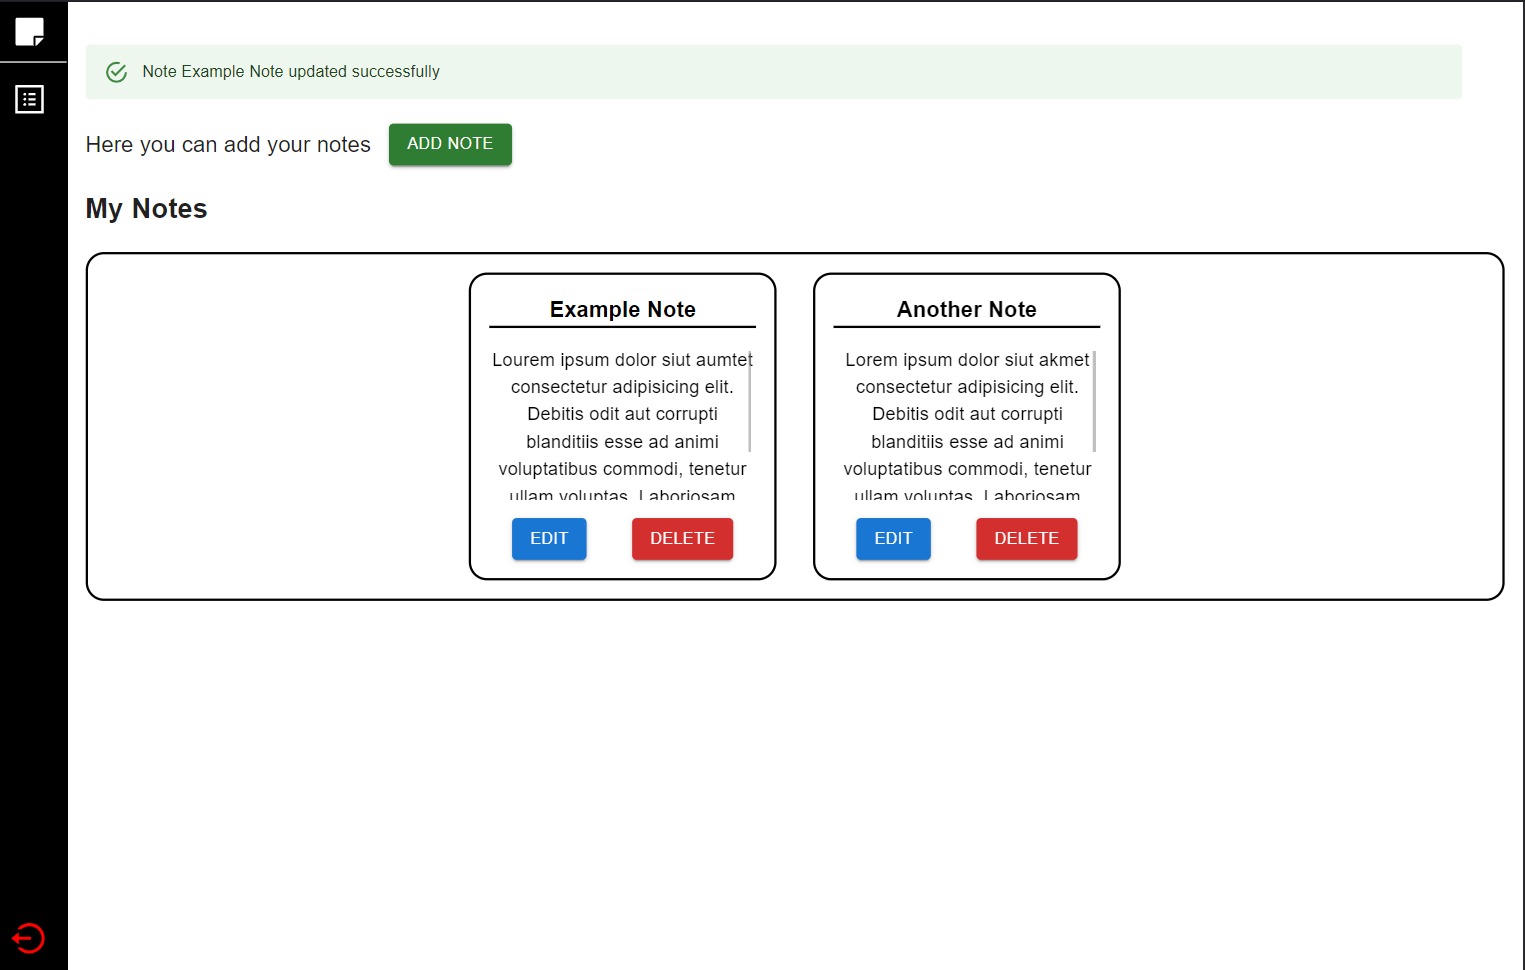 Note Example Note updated successfully
Here you can add your notes
ADD NOTE
My Notes
Example Note
Lourem ipsum dolor siut aumtet
consectetur adipisicing elit.
Debitis odit aut corrupti
blanditiis esse ad animi
voluptatibus commodi, tenetur
ullam voluptas. Laboriosam
EDIT
DELETE
Another Note
Lorem ipsum dolor siut akmet
consectetur adipisicing elit.
Debitis odit aut corrupti
blanditiis esse ad animi
voluptatibus commodi, tenetur
ullam voluptas. Laboriosam
EDIT
DELETE